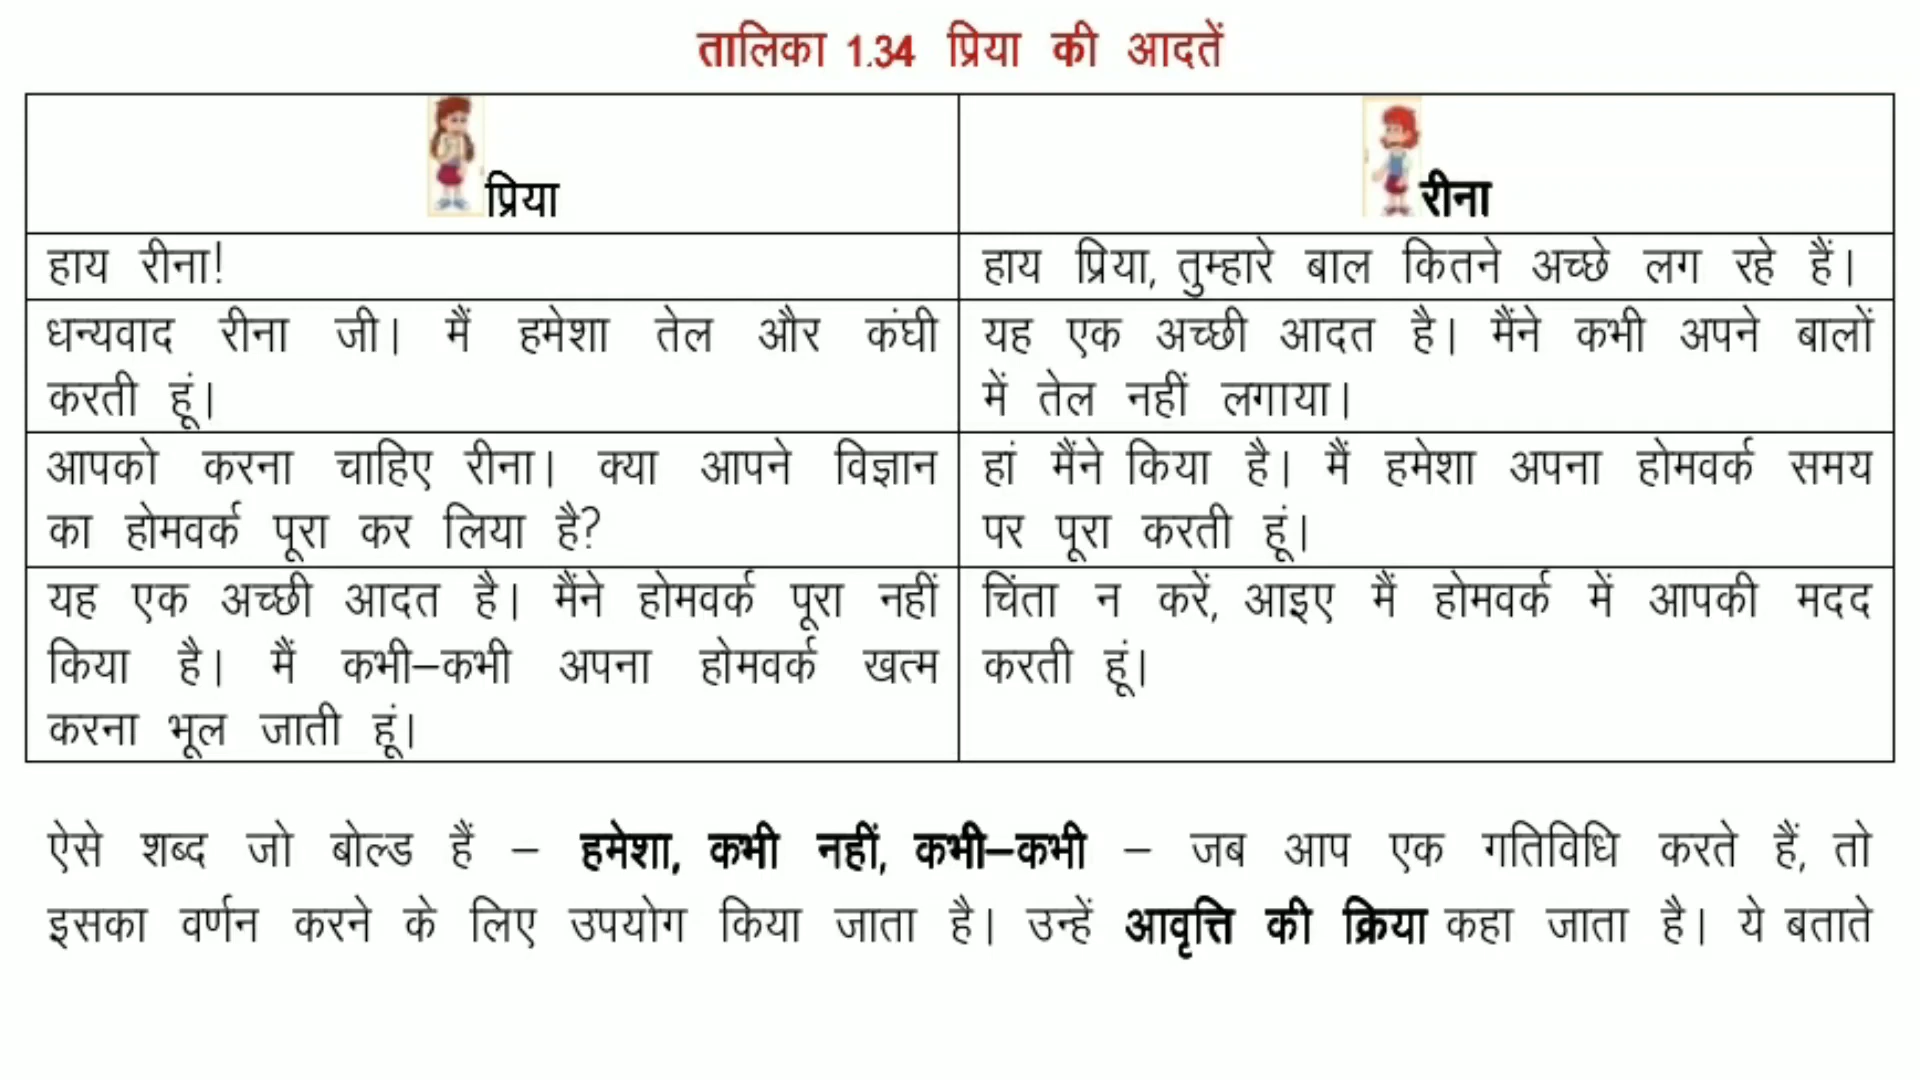 तालिका 1.34 प्रिया की आदतें
प्रिया
रीना
हाय रीना!
हाय प्रिया, तुम्हारे बाल कितने अच्छे लग रहे हैं।
धन्यवाद रीना जी। मैं हमेशा तेल और कंघी
करती हूं।
यह एक अच्छी आदत है। मैंने कभी अपने बालों
में तेल नहीं लगाया।
आपको करना चाहिए रीना। क्या आपने विज्ञान
का होमवर्क पूरा कर लिया है?
हां मैंने किया है। मैं हमेशा अपना होमवर्क समय
पर पूरा करती हूं।
यह एक अच्छी आदत है। मैंने होमवर्क पूरा नहीं
किया है। मैं कभी–कभी अपना होमवर्क खत्म
करना भूल जाती हूं।
चिंता न करें, आइए मैं होमवर्क में आपकी मदद
करती हूं।
ऐसे शब्द जो बोल्ड हैं – हमेशा, कभी नहीं, कभी–कभी – जब आप एक गतिविधि करते हैं, तो
इसका वर्णन करने के लिए उपयोग किया जाता है। उन्हें आवृत्ति की क्रिया कहा जाता है। ये बताते